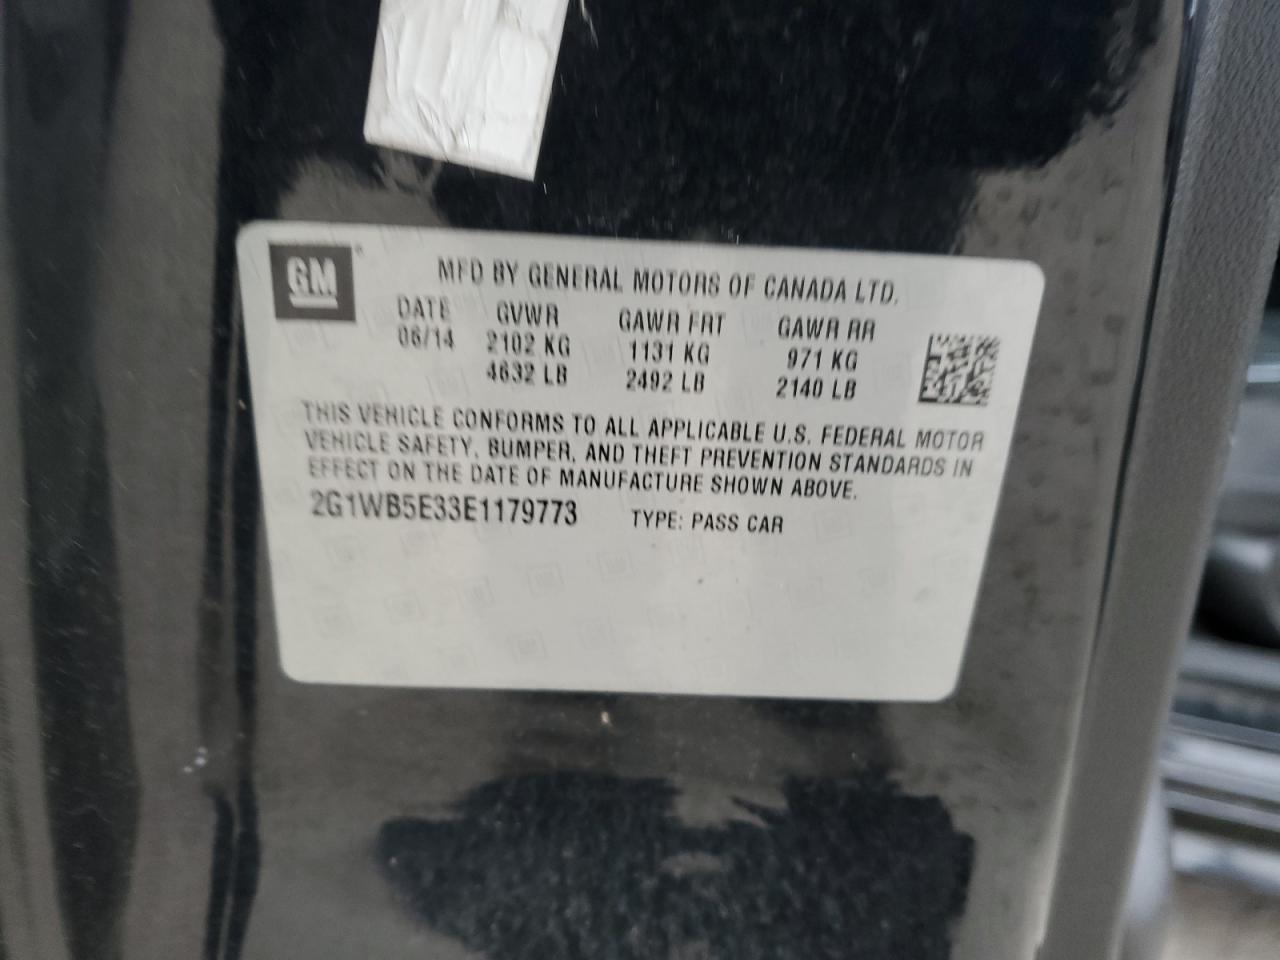 GM
MFD BY GENERAL MOTORS OF CANADA LTD.
DATE GVWR GAWR FRT GAWR RR
06/14 2102 KG 1131 KG 971 KG
4632 LB 2492 LB 2140 LB
THIS VEHICLE CONFORMS TO ALL APPLICABLE U.S. FEDERAL MOTOR
VEHICLE SAFETY, BUMPER, AND THEFT PREVENTION STANDARDS IN
EFFECT ON THE DATE OF MANUFACTURE SHOWN ABOVE.
2G1WB5E33E1179773 TYPE: PASS CAR